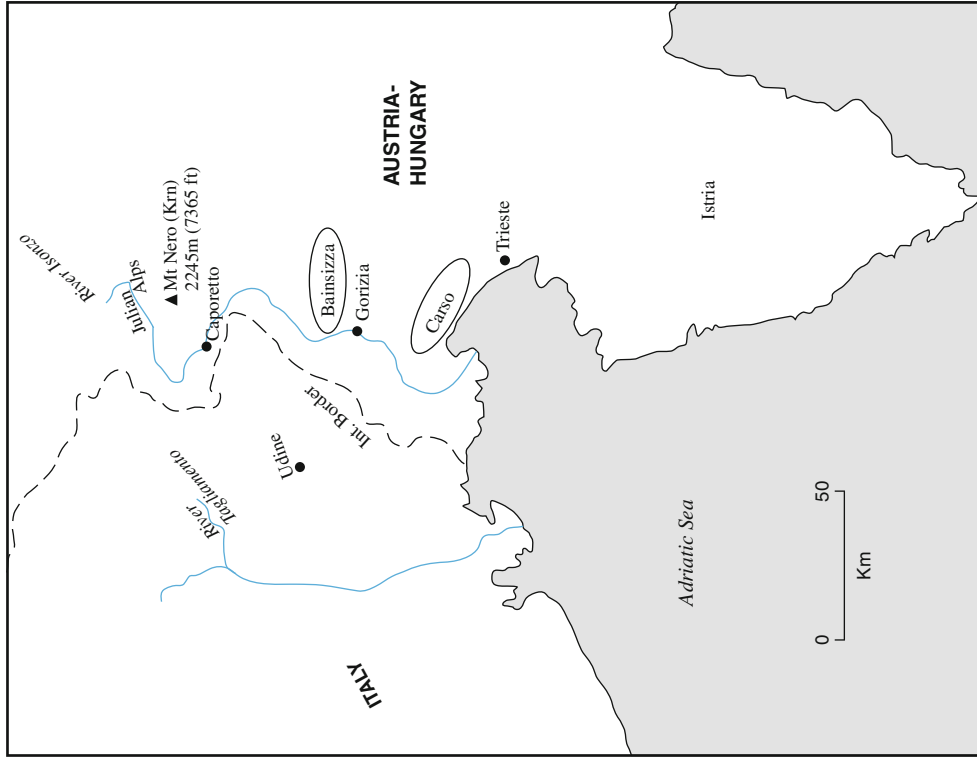 River Isonzo
Julian Alps
▲Mt Nero (Krn)
2245m (7365 ft)
Caporetto
River
Tagliamento
Udine
Int. Border
Bainsizza
Gorizia
AUSTRIA-
HUNGARY
Carso
Trieste
ITALY
Istria
Adriatic Sea
0
50
Km